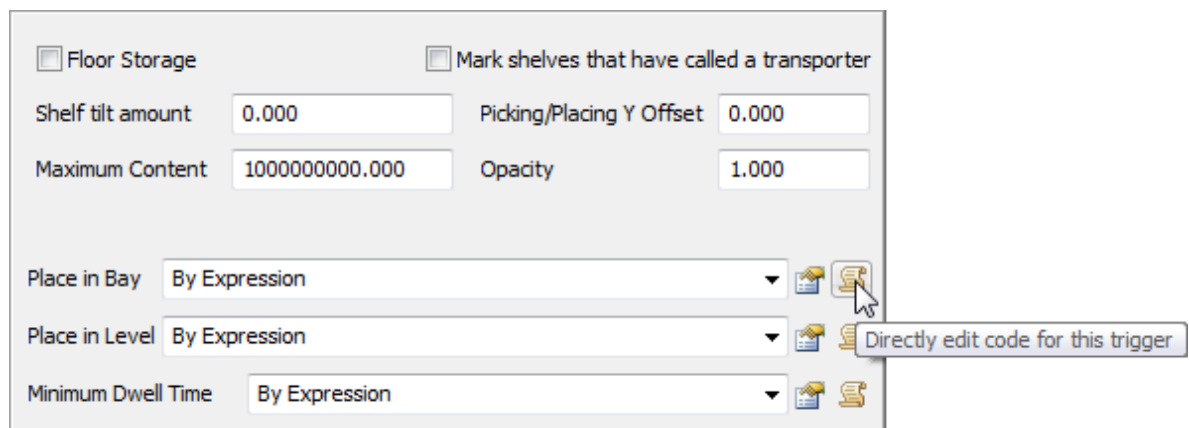 Floor Storage Mark shelves that have called a transporter
Shelf tilt amount 0.000 Picking/Placing Y Offset 0.000
Maximum Content 1000000000.000 Opacity 1.000
Place in Bay By Expression
Place in Level By Expression
Directly edit code for this trigger
Minimum Dwell Time By Expression